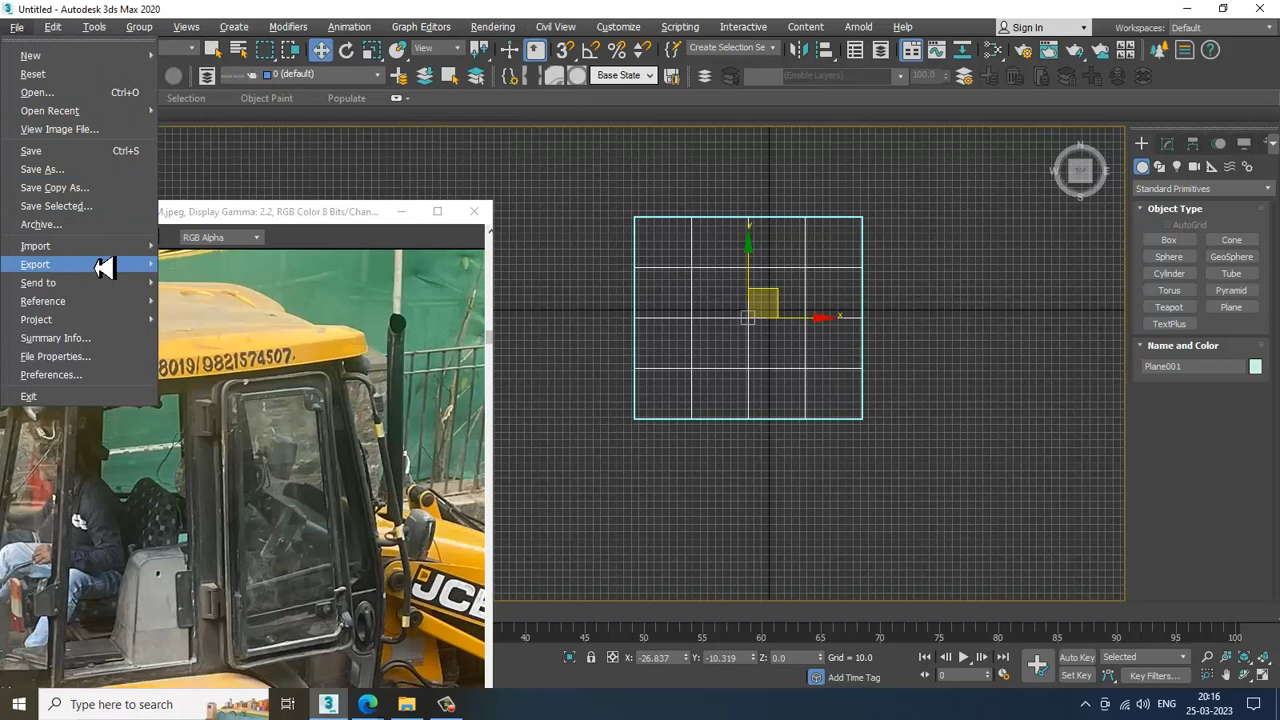 Untitled - Autodesk 3ds Max 2020
File Edit Tools Group Views Create Modifiers Animation Graph Editors Rendering Civil View Customize Scripting Interactive Content Arnold Help Sign In Workspaces: Default
View Create Selection Se
0 (default) Base State (Enable Layers) 100.0
Selection Object Paint Populate
New
Reset
Open... Ctrl+O
Open Recent
View Image File...
Save Ctrl+S
Save As...
Save Copy As...
Save Selected...
Archive...
Import
Export
Send to
Reference
Project
Summary Info...
File Properties...
Preferences...
Exit
M.jpeg, Display Gamma: 2.2, RGB Color 8 Bits/Chan...
RGB Alpha
8019/9821574507.
JCB
y
x
N
W
E
S
TOP
Standard Primitives
Object Type
AutoGrid
Box Cone
Sphere GeoSphere
Cylinder Tube
Torus Pyramid
Teapot Plane
TextPlus
Name and Color
Plane001
40 45 50 55 60 65 70 75 80 85 90 95 100
X: -26.837 Y: -10.319 Z: 0.0 Grid = 10.0 Auto Key Selected
Add Time Tag 0 Set Key Key Filters...
Type here to search
ENG
20:16
25-03-2023